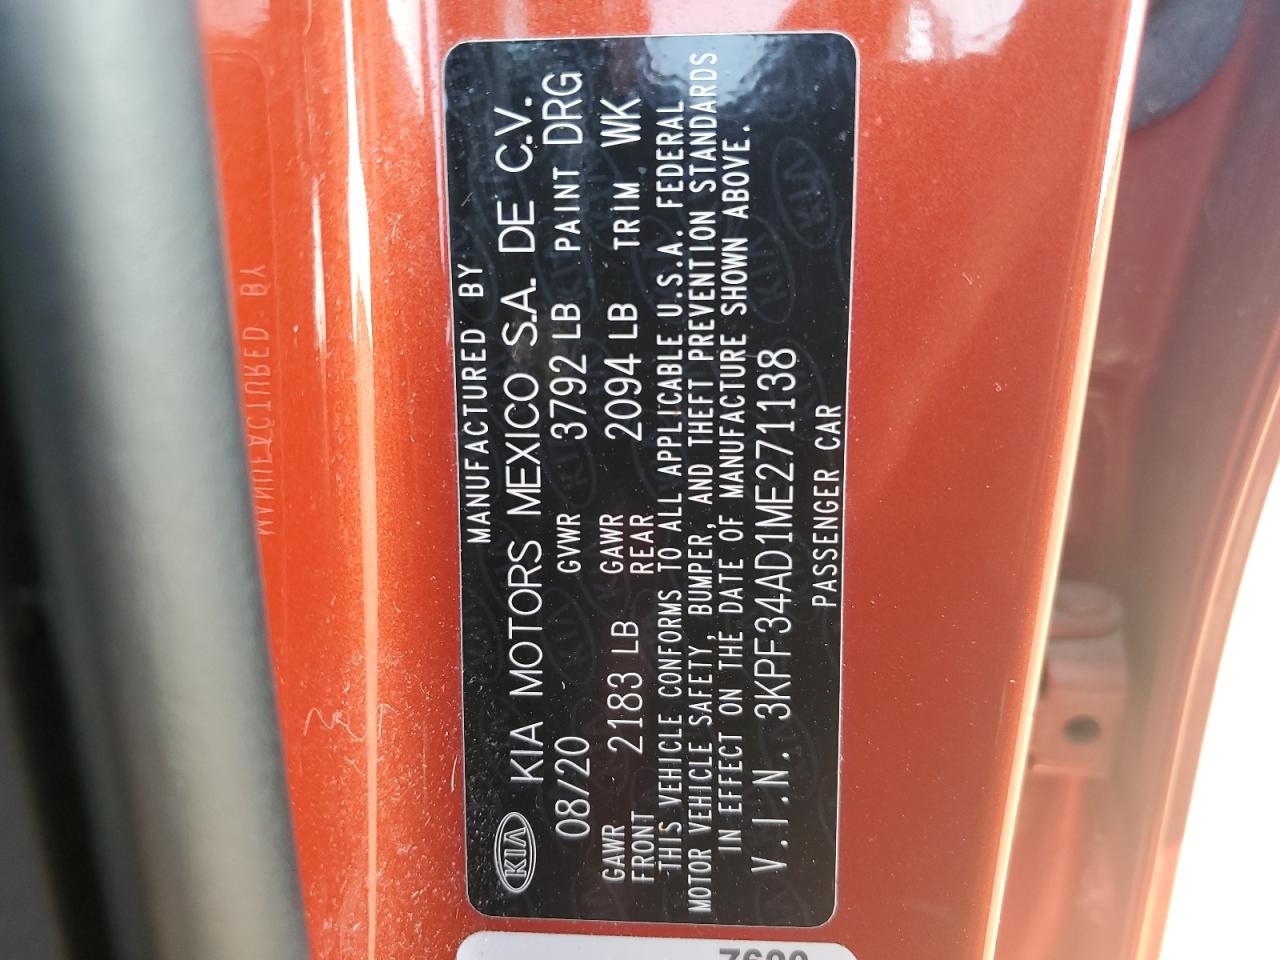 MANUFACTURED BY
KIA KIA MOTORS MEXICO S.A. DE C.V.
08/20 GVWR 3792 LB PAINT DRG
GAWR FRONT 2183 LB GAWR REAR 2094 LB TRIM WK
THIS VEHICLE CONFORMS TO ALL APPLICABLE U.S.A. FEDERAL
MOTOR VEHICLE SAFETY, BUMPER, AND THEFT PREVENTION STANDARDS
IN EFFECT ON THE DATE OF MANUFACTURE SHOWN ABOVE.
V.I.N. 3KPF34AD1ME271138
PASSENGER CAR